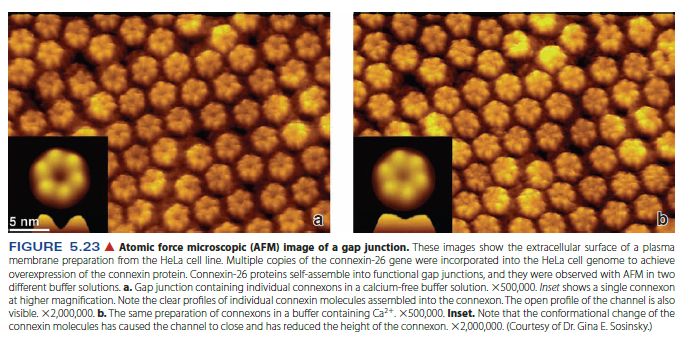 5 nm
a
b
FIGURE 5.23 ▲ Atomic force microscopic (AFM) image of a gap junction. These images show the extracellular surface of a plasma
membrane preparation from the HeLa cell line. Multiple copies of the connexin-26 gene were incorporated into the HeLa cell genome to achieve
overexpression of the connexin protein. Connexin-26 proteins self-assemble into functional gap junctions, and they were observed with AFM in two
different buffer solutions. a. Gap junction containing individual connexons in a calcium-free buffer solution. ×500,000. Inset shows a single connexon
at higher magnification. Note the clear profiles of individual connexin molecules assembled into the connexon. The open profile of the channel is also
visible. ×2,000,000. b. The same preparation of connexons in a buffer containing Ca²⁺. ×500,000. Inset. Note that the conformational change of the
connexin molecules has caused the channel to close and has reduced the height of the connexon. ×2,000,000. (Courtesy of Dr. Gina E. Sosinsky.)